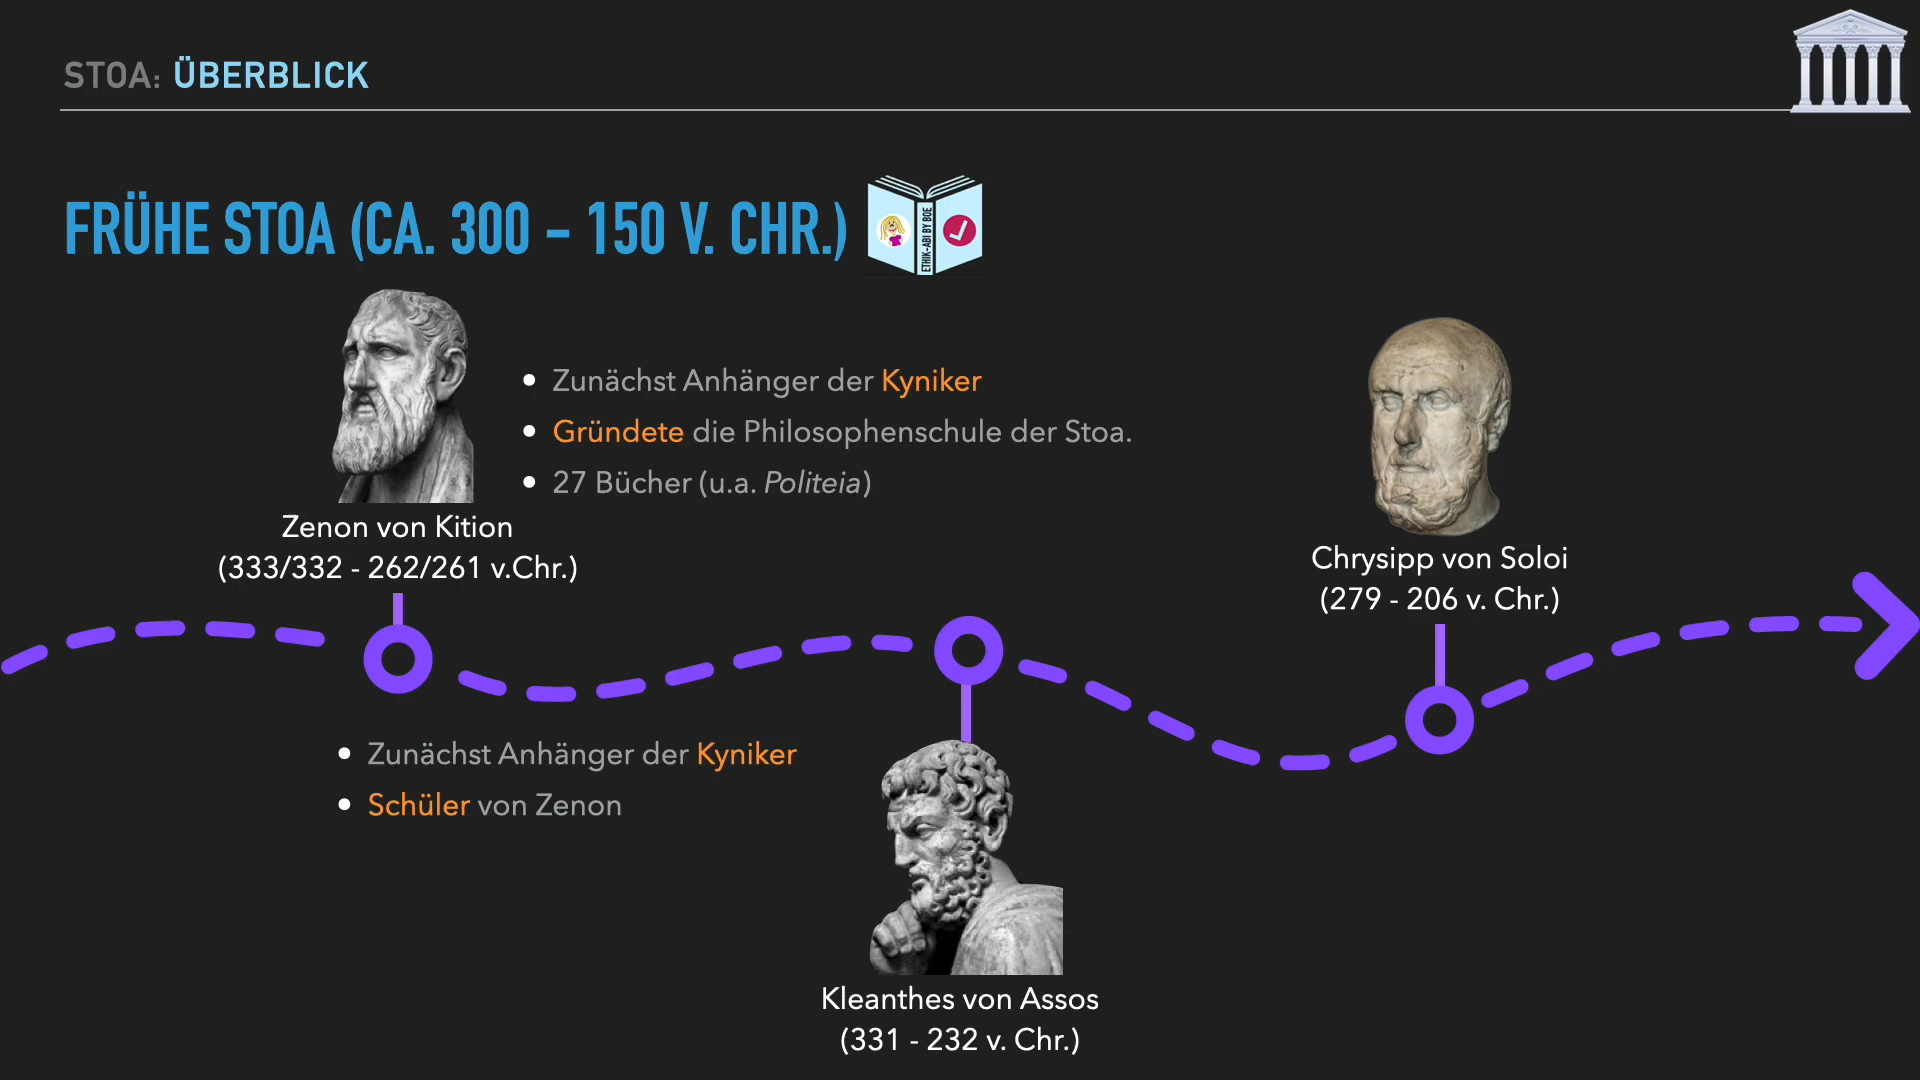 STOA: ÜBERBLICK
FRÜHE STOA (CA. 300 – 150 V. CHR.)
ETHIK-ABI BY BOE
• Zunächst Anhänger der Kyniker
• Gründete die Philosophenschule der Stoa.
• 27 Bücher (u.a. Politeia)
Zenon von Kition
(333/332 - 262/261 v.Chr.)
Chrysipp von Soloi
(279 - 206 v. Chr.)
• Zunächst Anhänger der Kyniker
• Schüler von Zenon
Kleanthes von Assos
(331 - 232 v. Chr.)